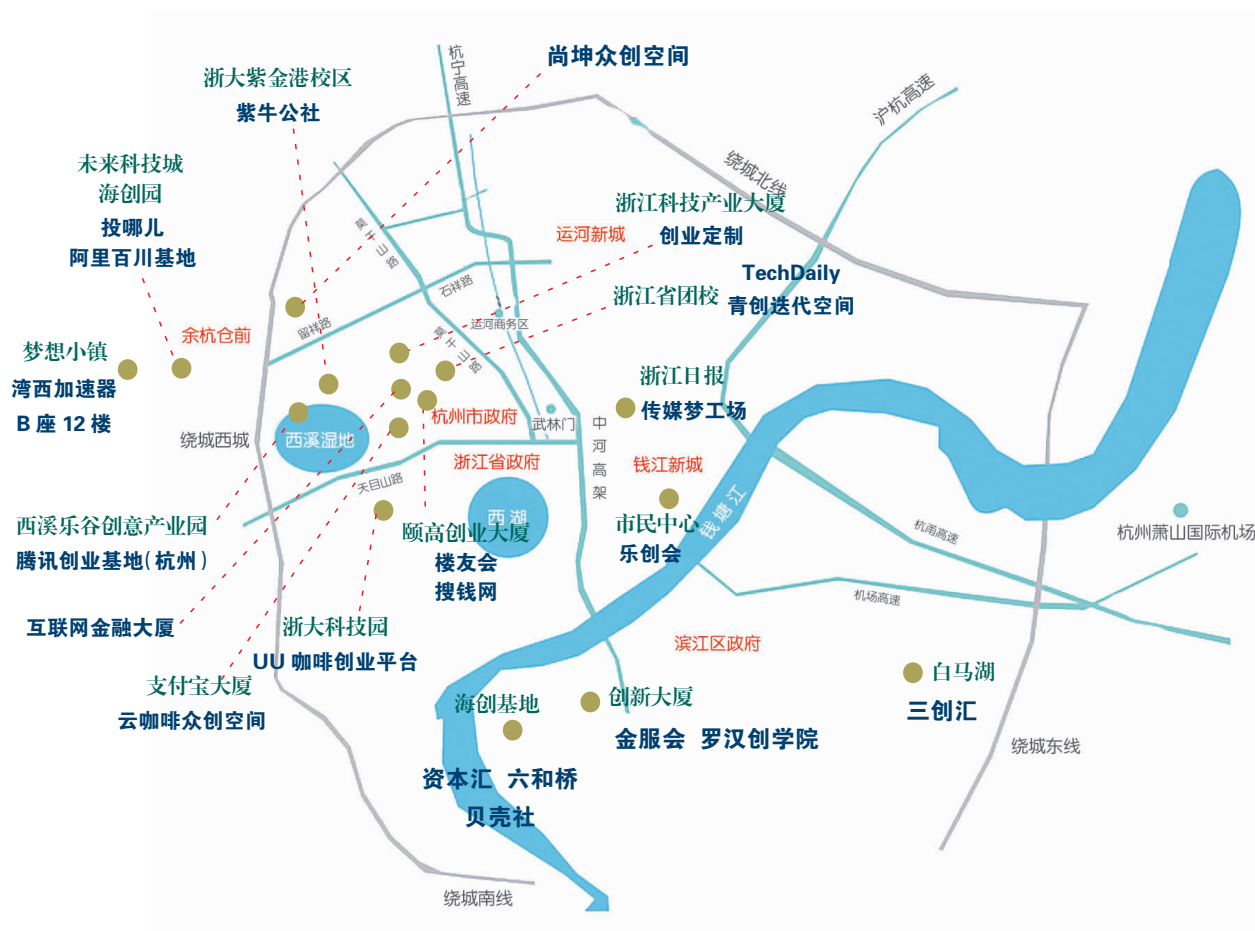 杭宁高速
尚坤众创空间
浙大紫金港校区
紫牛公社
沪杭高速
未来科技城
海创园
投哪儿
阿里百川基地
绕城北线
浙江科技产业大厦
创业定制
运河新城
莫干山路
石祥路
TechDaily
浙江省团校
青创迭代空间
运河商务区
留祥路
余杭仓前
莫干山路
梦想小镇
湾西加速器
B 座 12 楼
浙江日报
传媒梦工场
杭州市政府
武林门
中河高架
绕城西城
西溪湿地
浙江省政府
钱江新城
天目山路
西湖
钱塘江
西溪乐谷创意产业园
腾讯创业基地(杭州)
颐高创业大厦
楼友会
搜钱网
市民中心
乐创会
杭甬高速
杭州萧山国际机场
机场高速
互联网金融大厦
浙大科技园
UU 咖啡创业平台
滨江区政府
支付宝大厦
云咖啡众创空间
白马湖
三创汇
海创基地
创新大厦
金服会 罗汉创学院
绕城东线
资本汇 六和桥
贝壳社
绕城南线